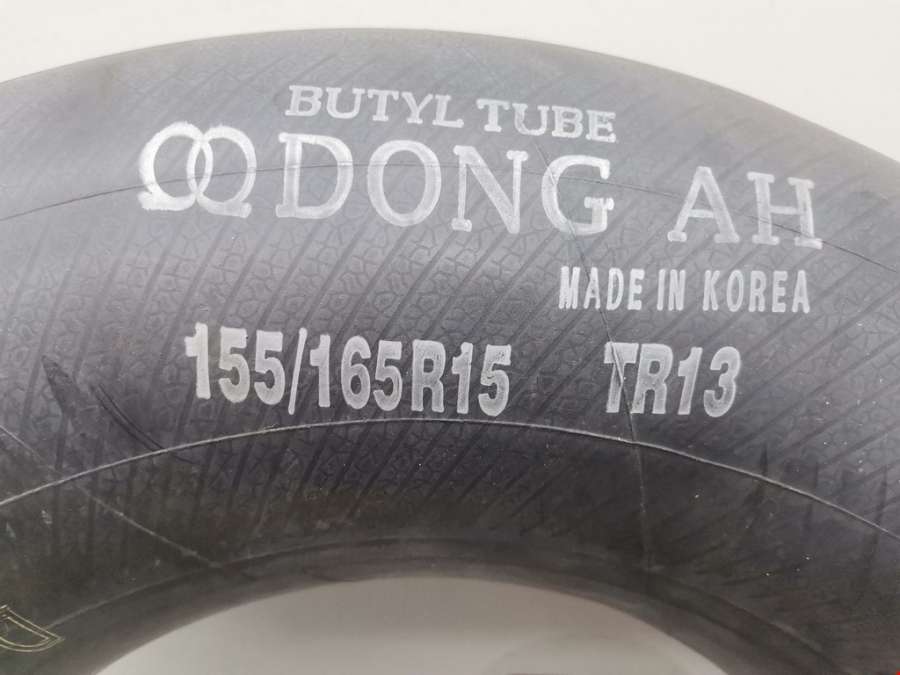 BUTYL TUBE
DONG AH
MADE IN KOREA
155/165R15 TR13